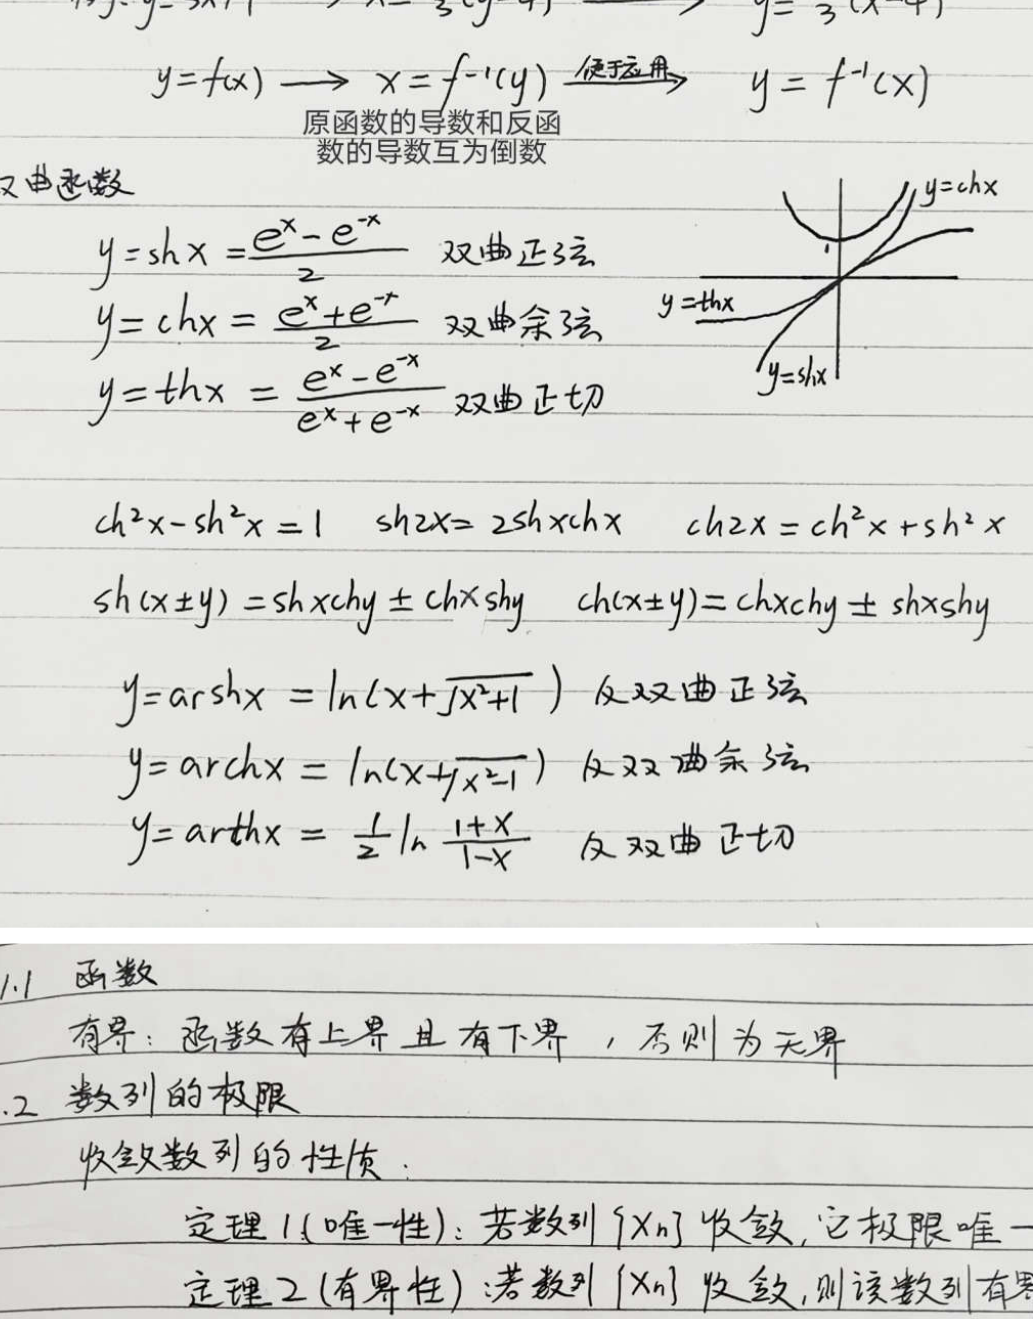 y=f(x) → x=f⁻¹(y) 便于应用→ y=f⁻¹(x)
原函数的导数和反函
数的导数互为倒数
双曲函数
y=shx=(eˣ-e⁻ˣ)/2 双曲正弦
y=chx=(eˣ+e⁻ˣ)/2 双曲余弦
y=thx=(eˣ-e⁻ˣ)/(eˣ+e⁻ˣ) 双曲正切
y=chx
1
y=thx
y=shx
ch²x-sh²x=1 sh2x=2shxchx ch2x=ch²x+sh²x
sh(x±y)=shxchy±chxshy ch(x±y)=chxchy±shxshy
y=arshx=ln(x+√(x²+1)) 反双曲正弦
y=archx=ln(x+√(x²-1)) 反双曲余弦
y=arthx=1/2 ln (1+x)/(1-x) 反双曲正切
1.1 函数
有界：函数有上界且有下界，否则为无界
.2 数列的极限
收敛数列的性质：
定理1(唯一性)：若数列{xn}收敛,它极限唯一
定理2(有界性)：若数列{xn}收敛,则该数列有界